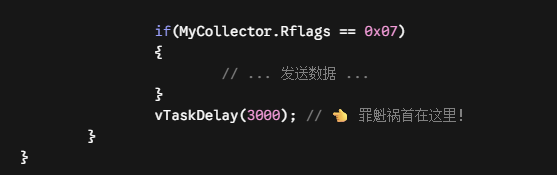 if(MyCollector.Rflags == 0x07)
{
// ... 发送数据 ...
}
vTaskDelay(3000); // 👈 罪魁祸首在这里!
}
}